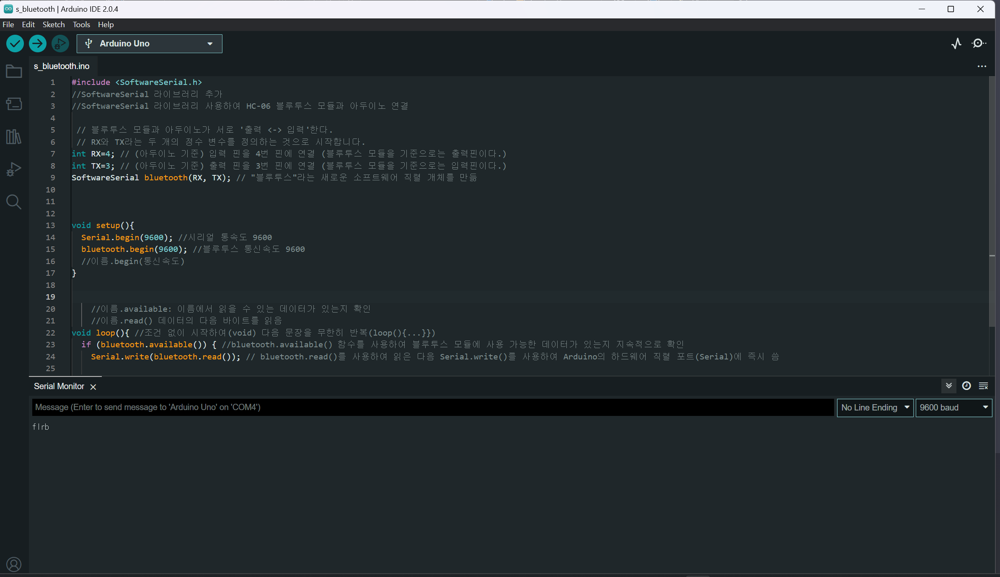 s_bluetooth | Arduino IDE 2.0.4
File Edit Sketch Tools Help
Arduino Uno
s_bluetooth.ino
1 #include <SoftwareSerial.h>
2 //SoftwareSerial 라이브러리 추가
3 //SoftwareSerial 라이브러리 사용하여 HC-06 블루투스 모듈과 아두이노 연결
4
5 // 블루투스 모듈과 아두이노가 서로 '출력 <-> 입력'한다.
6 // RX와 TX라는 두 개의 정수 변수를 정의하는 것으로 시작합니다.
7 int RX=4; // (아두이노 기준) 입력 핀을 4번 핀에 연결 (블루투스 모듈을 기준으로는 출력핀이다.)
8 int TX=3; // (아두이노 기준) 출력 핀을 3번 핀에 연결 (블루투스 모듈을 기준으로는 입력핀이다.)
9 SoftwareSerial bluetooth(RX, TX); // "블루투스"라는 새로운 소프트웨어 직렬 개체를 만듦
10
11
12
13 void setup(){
14 Serial.begin(9600); //시리얼 통속도 9600
15 bluetooth.begin(9600); //블루투스 통신속도 9600
16 //이름.begin(통신속도)
17 }
18
19
20 //이름.available: 이름에서 읽을 수 있는 데이터가 있는지 확인
21 //이름.read() 데이터의 다음 바이트를 읽음
22 void loop(){ //조건 없이 시작하여(void) 다음 문장을 무한히 반복(loop(){...}})
23 if (bluetooth.available()) { //bluetooth.available() 함수를 사용하여 블루투스 모듈에 사용 가능한 데이터가 있는지 지속적으로 확인
24 Serial.write(bluetooth.read()); // bluetooth.read()를 사용하여 읽은 다음 Serial.write()를 사용하여 Arduino의 하드웨어 직렬 포트(Serial)에 즉시 씀
25
Serial Monitor
Message (Enter to send message to 'Arduino Uno' on 'COM4')
No Line Ending
9600 baud
flrb